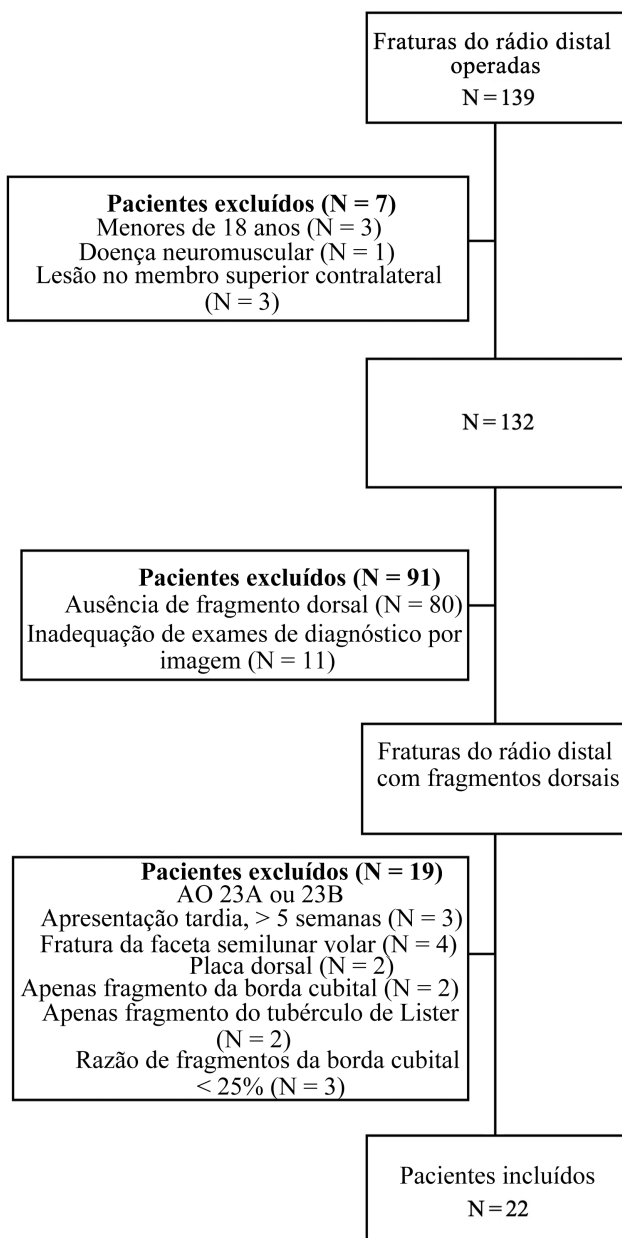 Fraturas do rádio distal
operadas
N = 139
Pacientes excluídos (N = 7)
Menores de 18 anos (N = 3)
Doença neuromuscular (N = 1)
Lesão no membro superior contralateral
(N = 3)
N = 132
Pacientes excluídos (N = 91)
Ausência de fragmento dorsal (N = 80)
Inadequação de exames de diagnóstico por
imagem (N = 11)
Fraturas do rádio distal
com fragmentos dorsais
Pacientes excluídos (N = 19)
AO 23A ou 23B
Apresentação tardia, > 5 semanas (N = 3)
Fratura da faceta semilunar volar (N = 4)
Placa dorsal (N = 2)
Apenas fragmento da borda cubital (N = 2)
Apenas fragmento do tubérculo de Lister
(N = 2)
Razão de fragmentos da borda cubital
< 25% (N = 3)
Pacientes incluídos
N = 22